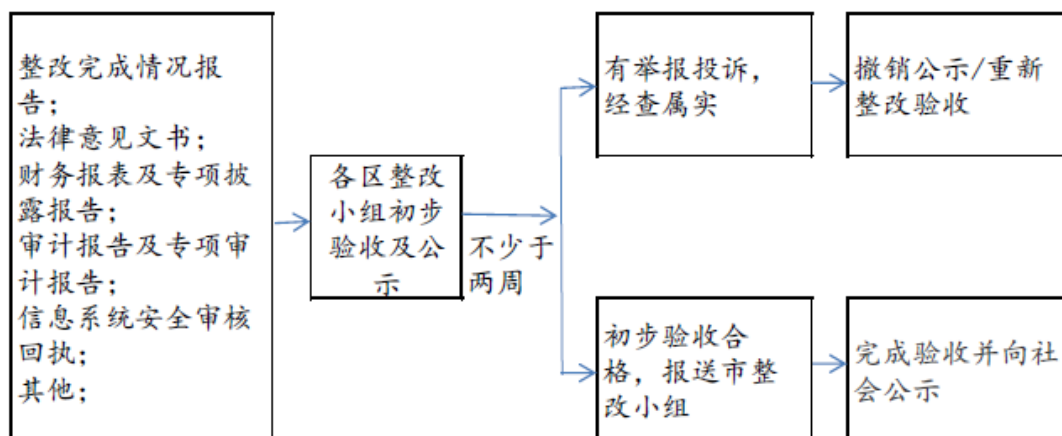 整改完成情况报
告；
法律意见文书；
财务报表及专项披
露报告；
审计报告及专项审
计报告；
信息系统安全审核
回执；
其他；
各区整改
小组初步
验收及公
示
不少于
两周
有举报投诉，
经查属实
撤销公示/重新
整改验收
初步验收合
格，报送市整
改小组
完成验收并向社
会公示